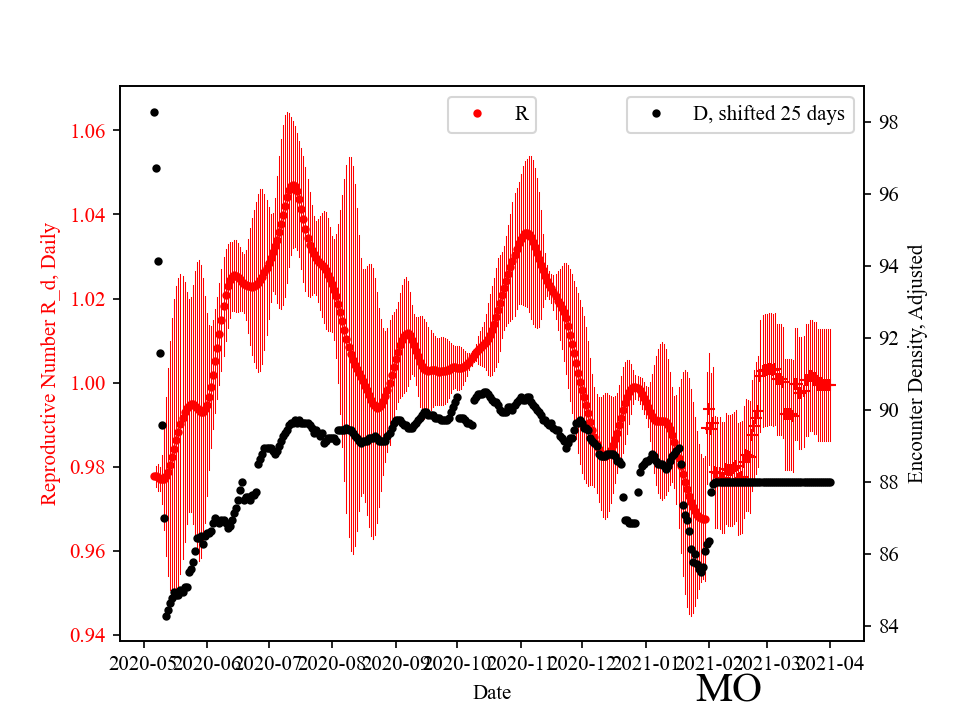 R
D, shifted 25 days
Reproductive Number R_d, Daily
1.06
1.04
1.02
1.00
0.98
0.96
0.94
98
96
94
92
90
88
86
84
Encounter Density, Adjusted
2020-05 2020-06 2020-07 2020-08 2020-09 2020-10 2020-11 2020-12 2021-01 2021-02 2021-03 2021-04
Date
MO